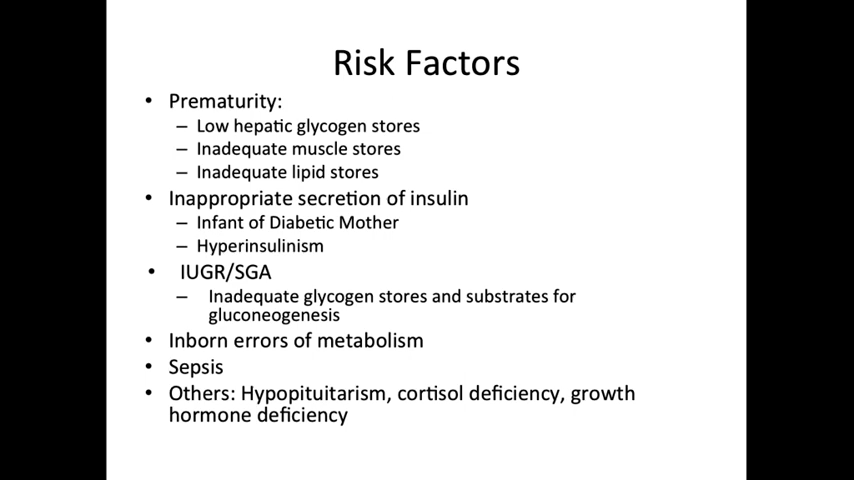 Risk Factors
• Prematurity:
– Low hepatic glycogen stores
– Inadequate muscle stores
– Inadequate lipid stores
• Inappropriate secretion of insulin
– Infant of Diabetic Mother
– Hyperinsulinism
• IUGR/SGA
– Inadequate glycogen stores and substrates for
gluconeogenesis
• Inborn errors of metabolism
• Sepsis
• Others: Hypopituitarism, cortisol deficiency, growth
hormone deficiency